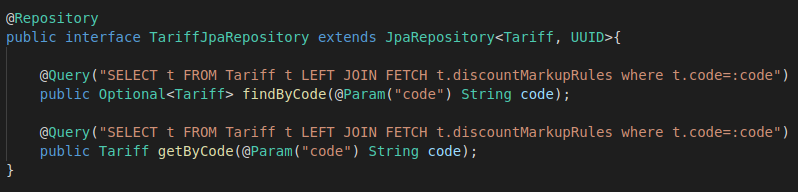 @Repository
public interface TariffJpaRepository extends JpaRepository<Tariff, UUID>{
@Query("SELECT t FROM Tariff t LEFT JOIN FETCH t.discountMarkupRules where t.code=:code")
public Optional<Tariff> findByCode(@Param("code") String code);
@Query("SELECT t FROM Tariff t LEFT JOIN FETCH t.discountMarkupRules where t.code=:code")
public Tariff getByCode(@Param("code") String code);
}